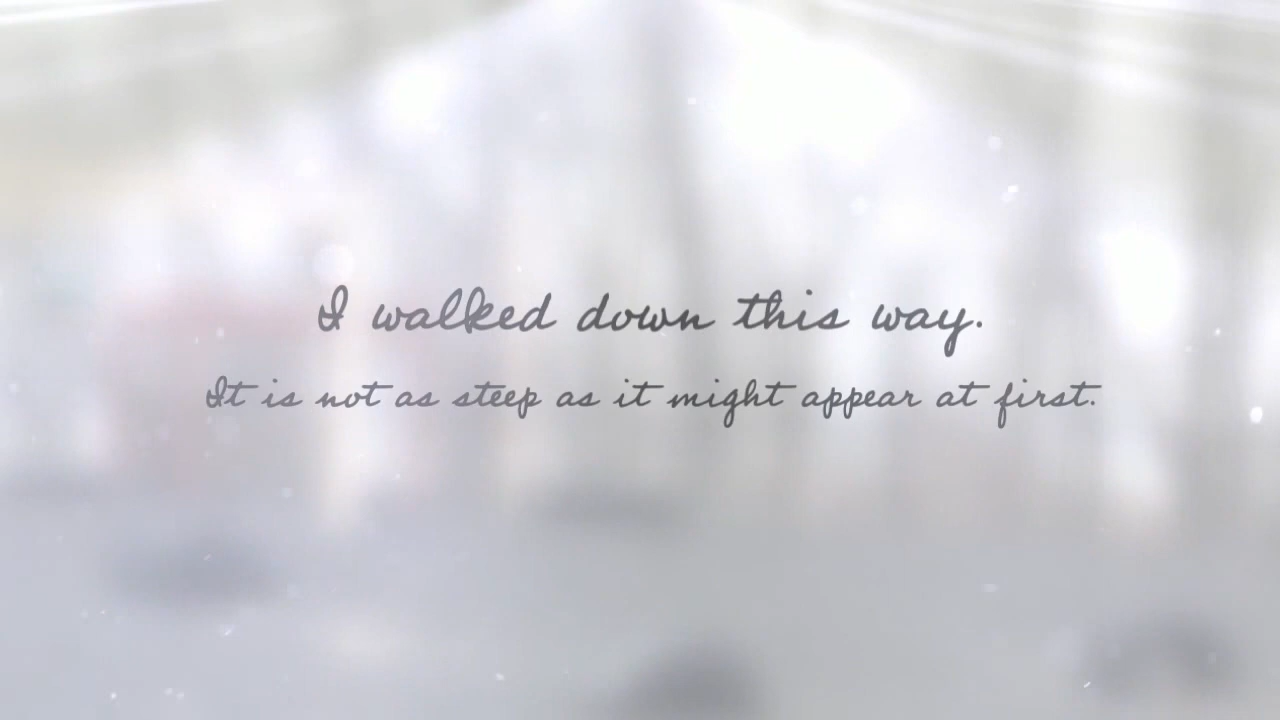 I walked down this way.
It is not as steep as it might appear at first.